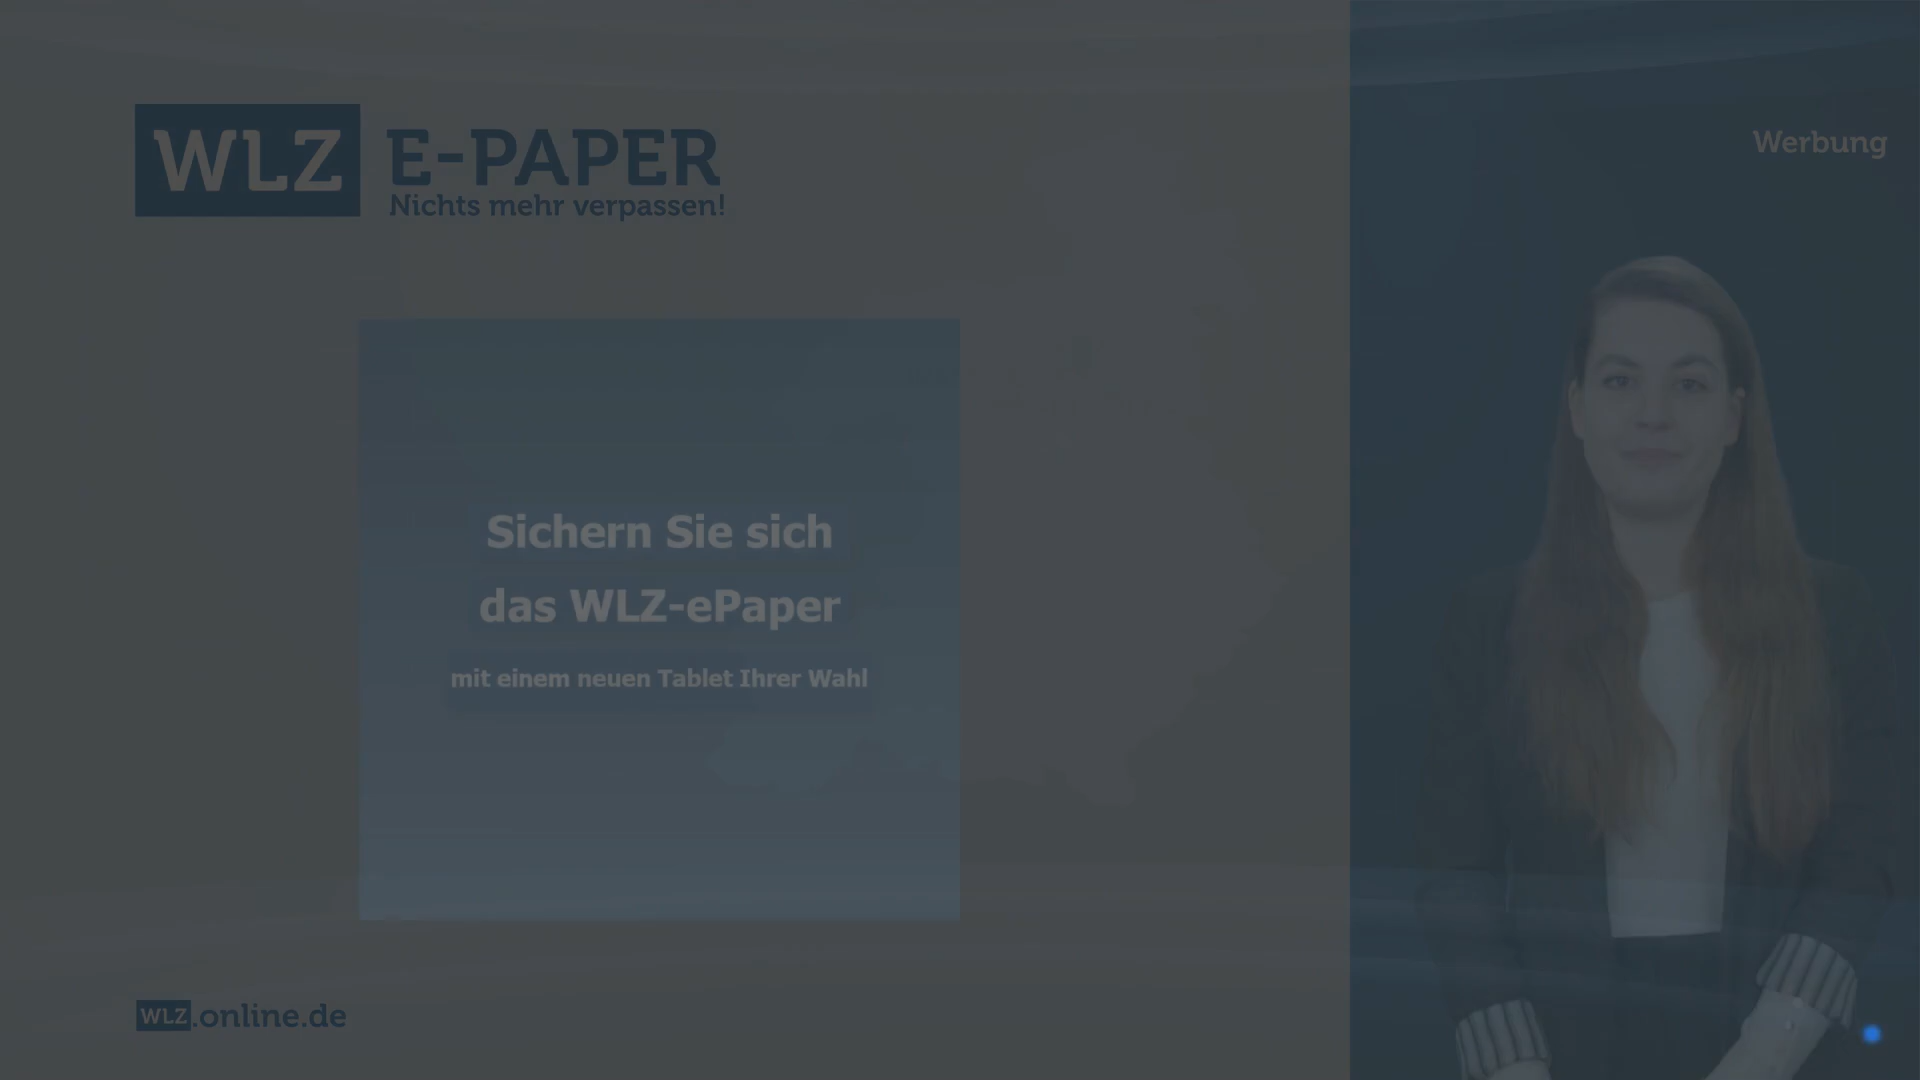 WLZ E-PAPER
Nichts mehr verpassen!
Werbung
Sichern Sie sich
das WLZ-ePaper
mit einem neuen Tablet Ihrer Wahl
WLZ.online.de